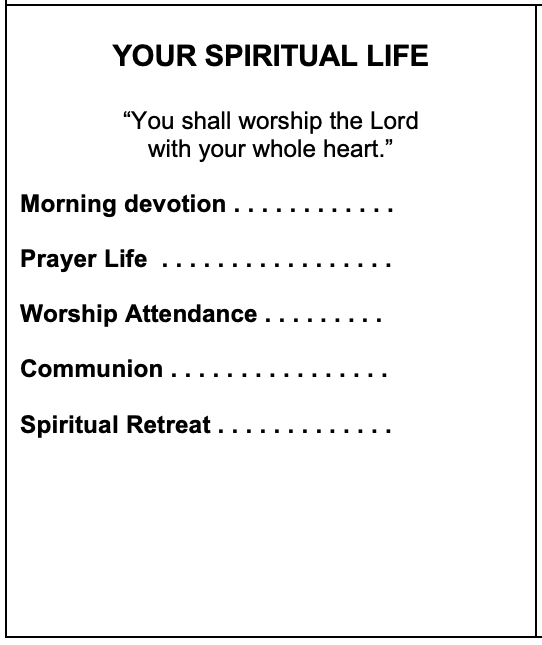 YOUR SPIRITUAL LIFE
“You shall worship the Lord
with your whole heart.”
Morning devotion . . . . . . . . . . . .
Prayer Life  . . . . . . . . . . . . . . . . .
Worship Attendance . . . . . . . . .
Communion . . . . . . . . . . . . . . . .
Spiritual Retreat . . . . . . . . . . . . .